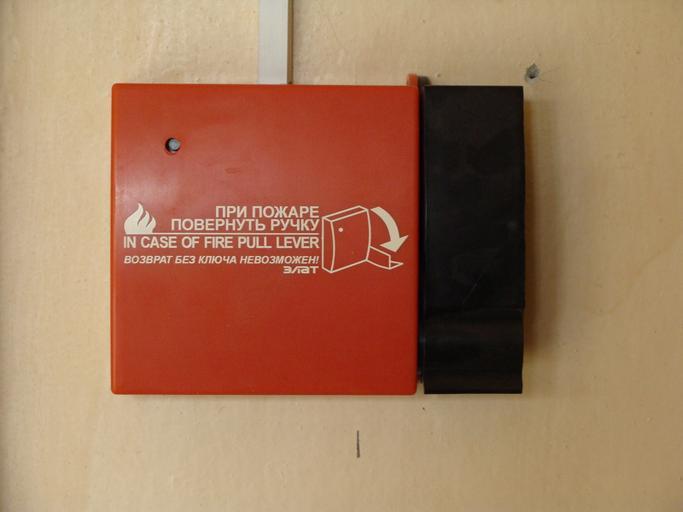 ПРИ ПОЖАРЕ
ПОВЕРНУТЬ РУЧКУ
IN CASE OF FIRE PULL LEVER
ВОЗВРАТ БЕЗ КЛЮЧА НЕВОЗМОЖЕН!
ЭЛАТ